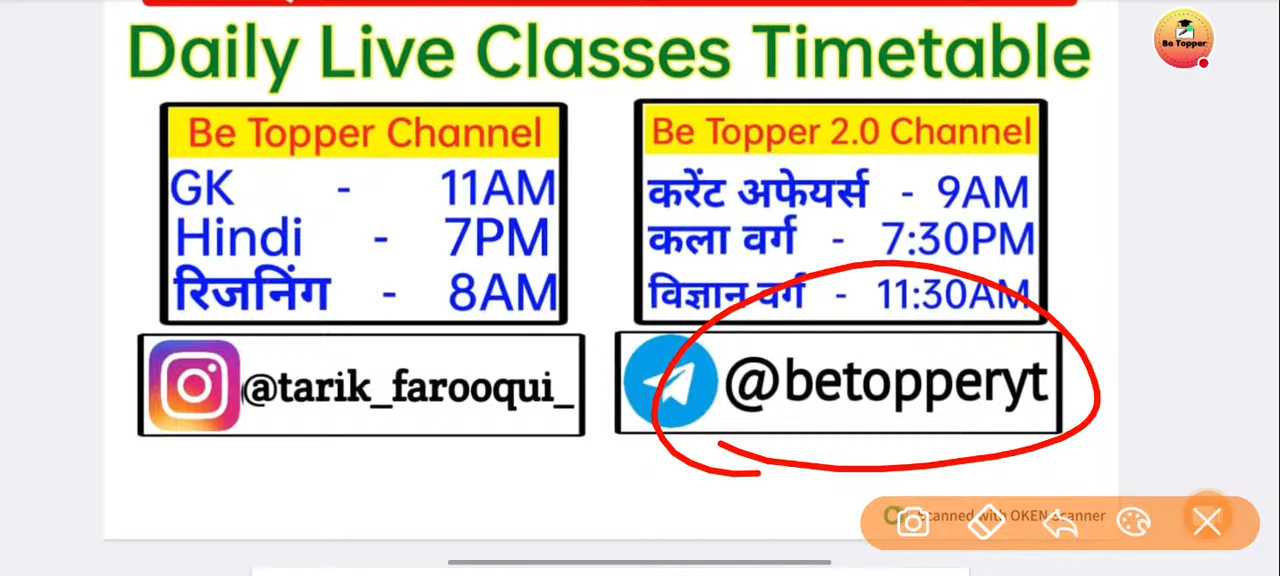 Daily Live Classes Timetable
Be Topper
Be Topper Channel
GK - 11AM
Hindi - 7PM
रिजनिंग - 8AM
Be Topper 2.0 Channel
करेंट अफेयर्स - 9AM
कला वर्ग - 7:30PM
विज्ञान वर्ग - 11:30AM
@tarik_farooqui_
@betopperyt
Scanned with OKEN Scanner